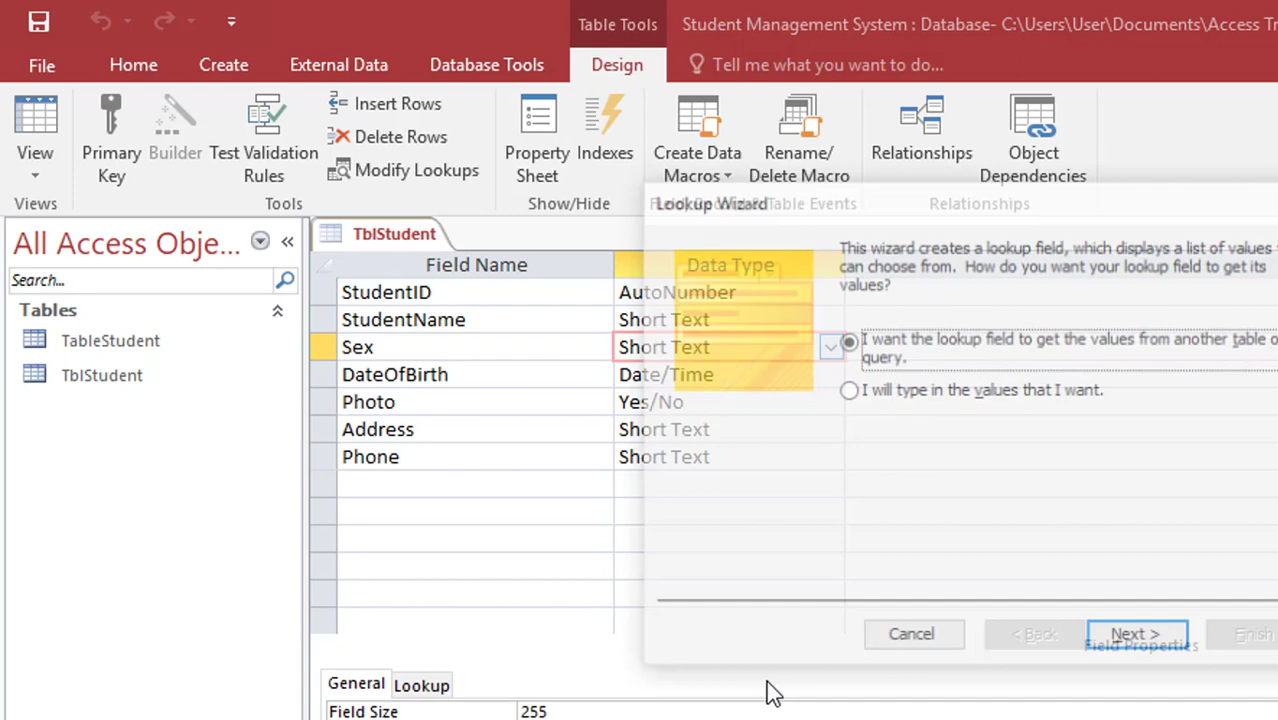 Table Tools
Student Management System : Database- C:\Users\User\Documents\Access Tr
File
Home
Create
External Data
Database Tools
Design
Tell me what you want to do...
View
Primary Key
Builder
Test Validation Rules
Insert Rows
Delete Rows
Modify Lookups
Property Sheet
Indexes
Create Data Macros
Rename/ Delete Macro
Relationships
Object Dependencies
Views
Tools
Show/Hide
Table Events
Relationships
All Access Obje...
Search...
Tables
TableStudent
TblStudent
TblStudent
Field Name
Data Type
StudentID
AutoNumber
StudentName
Short Text
Sex
Short Text
DateOfBirth
Date/Time
Photo
Yes/No
Address
Short Text
Phone
Short Text
Lookup Wizard
This wizard creates a lookup field, which displays a list of values
can choose from. How do you want your lookup field to get its
values?
I want the lookup field to get the values from another table o
query.
I will type in the values that I want.
Cancel
< Back
Next >
Finish
Field Properties
General
Lookup
Field Size
255